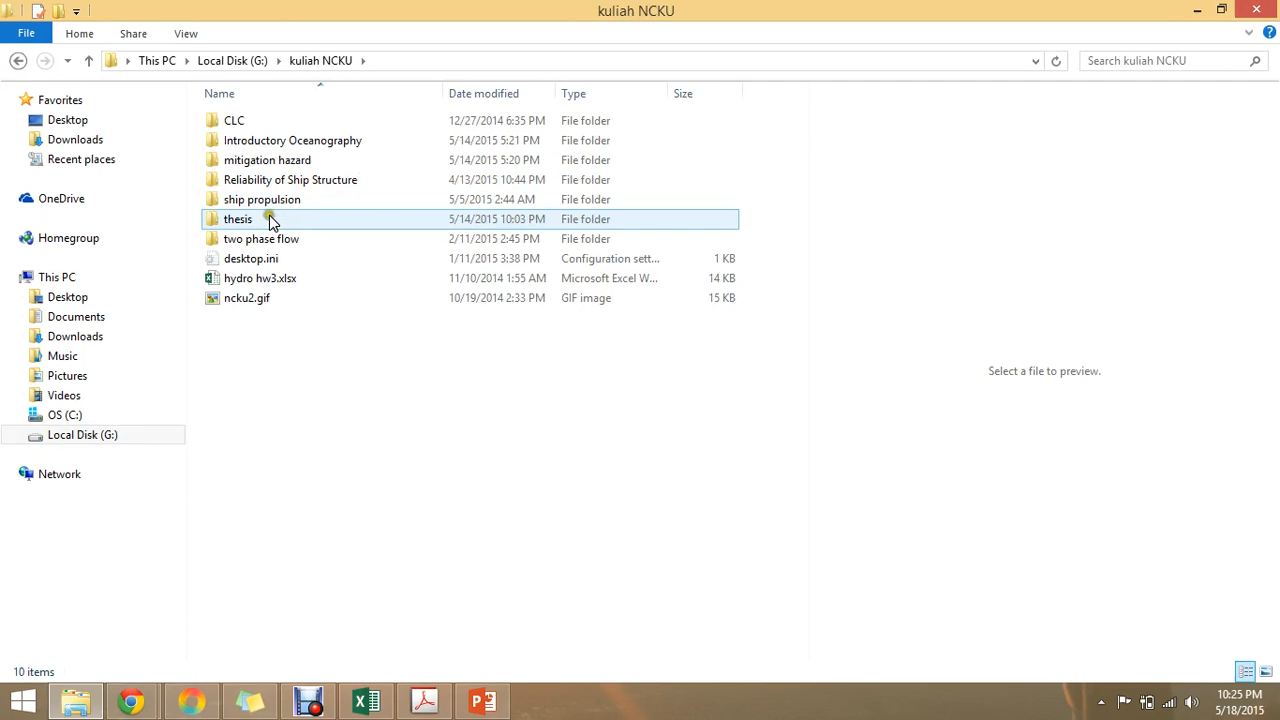 kuliah NCKU
File Home Share View
This PC Local Disk (G:) kuliah NCKU Search kuliah NCKU
Name Date modified Type Size
Favorites
Desktop
Downloads
Recent places
OneDrive
Homegroup
This PC
Desktop
Documents
Downloads
Music
Pictures
Videos
OS (C:)
Local Disk (G:)
Network
CLC 12/27/2014 6:35 PM File folder
Introductory Oceanography 5/14/2015 5:21 PM File folder
mitigation hazard 5/14/2015 5:20 PM File folder
Reliability of Ship Structure 4/13/2015 10:44 PM File folder
ship propulsion 5/5/2015 2:44 AM File folder
thesis 5/14/2015 10:03 PM File folder
two phase flow 2/11/2015 2:45 PM File folder
desktop.ini 1/11/2015 3:38 PM Configuration sett... 1 KB
hydro hw3.xlsx 11/10/2014 1:55 AM Microsoft Excel W... 14 KB
ncku2.gif 10/19/2014 2:33 PM GIF image 15 KB
Select a file to preview.
10 items
10:25 PM
5/18/2015